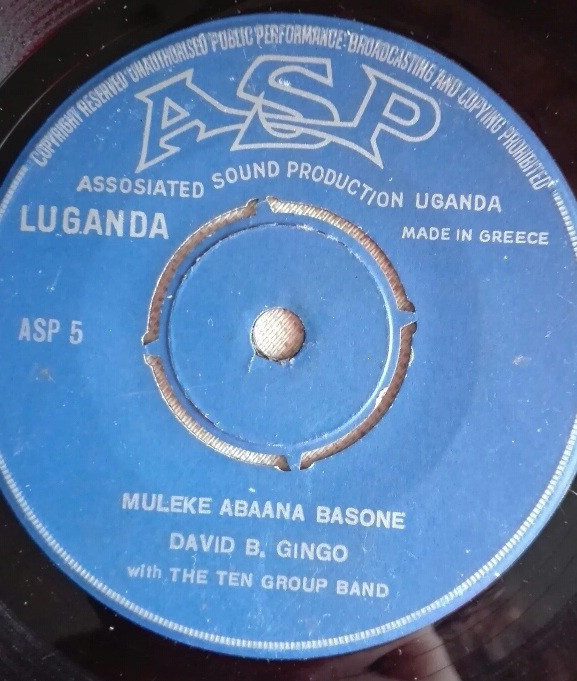 COPYRIGHT RESERVED UNAUTHORISED PUBLIC PERFORMANCE BROADCASTING AND COPYING PROHIBITED
ASP
ASSOSIATED SOUND PRODUCTION UGANDA
LUGANDA
MADE IN GREECE
ASP 5
MULEKE ABAANA BASONE
DAVID B. GINGO
with THE TEN GROUP BAND